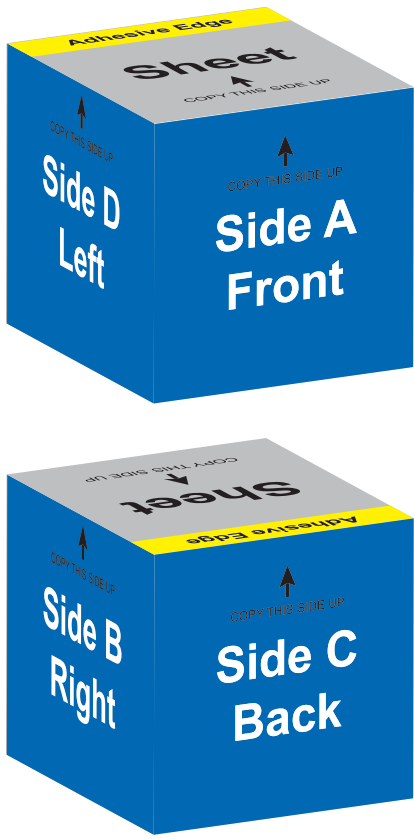 Adhesive Edge
Sheet
COPY THIS SIDE UP
COPY THIS SIDE UP
Side D
Left
COPY THIS SIDE UP
Side A
Front
COPY THIS SIDE UP
Sheet
Adhesive Edge
COPY THIS SIDE UP
Side B
Right
COPY THIS SIDE UP
Side C
Back